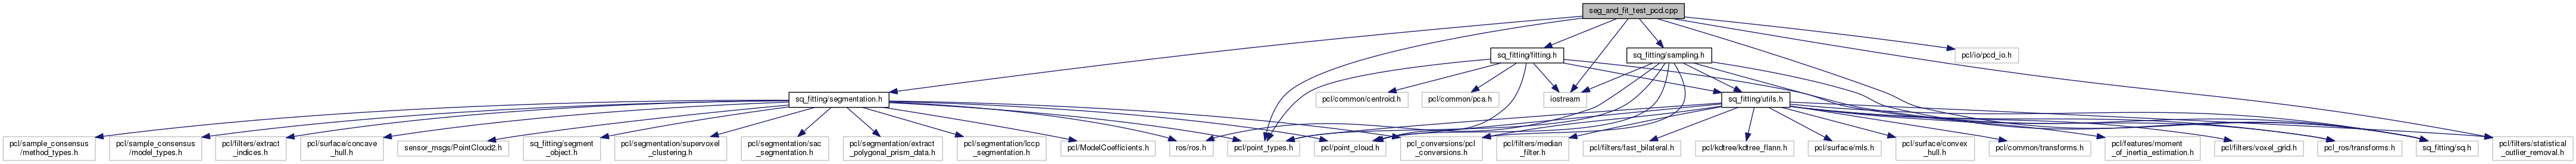 seg_and_fit_test_pcd.cpp
sq_fitting/fitting.h
sq_fitting/sampling.h
pcl/io/pcd_io.h
sq_fitting/segmentation.h
pcl/common/centroid.h
pcl/common/pca.h
iostream
sq_fitting/utils.h
pcl/sample_consensus
/method_types.h
pcl/sample_consensus
/model_types.h
pcl/filters/extract
_indices.h
pcl/surface/concave
_hull.h
sensor_msgs/PointCloud2.h
sq_fitting/segment
_object.h
pcl/segmentation/supervoxel
_clustering.h
pcl/segmentation/sac
_segmentation.h
pcl/segmentation/extract
_polygonal_prism_data.h
pcl/segmentation/lccp
_segmentation.h
pcl/ModelCoefficients.h
ros/ros.h
pcl/point_types.h
pcl/point_cloud.h
pcl_conversions/pcl
_conversions.h
pcl/filters/median
_filter.h
pcl/filters/fast_bilateral.h
pcl/kdtree/kdtree_flann.h
pcl/surface/mls.h
pcl/surface/convex
_hull.h
pcl/common/transforms.h
pcl/features/moment
_of_inertia_estimation.h
pcl/filters/voxel_grid.h
pcl_ros/transforms.h
sq_fitting/sq.h
pcl/filters/statistical
_outlier_removal.h